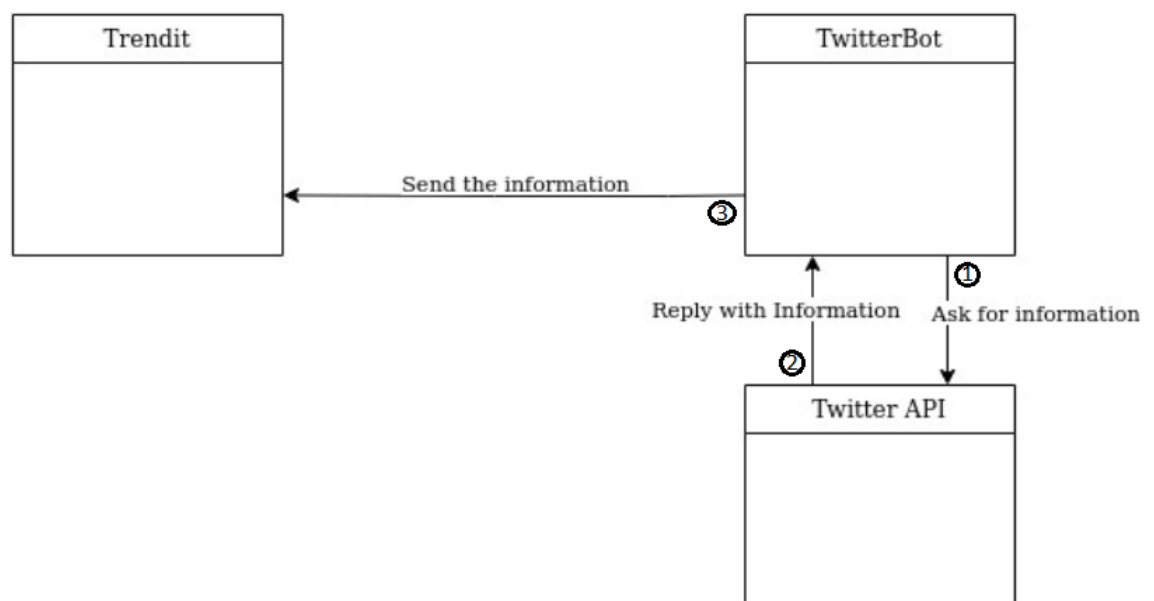 Trendit
TwitterBot
Send the information
③
①
Reply with Information
Ask for information
②
Twitter API